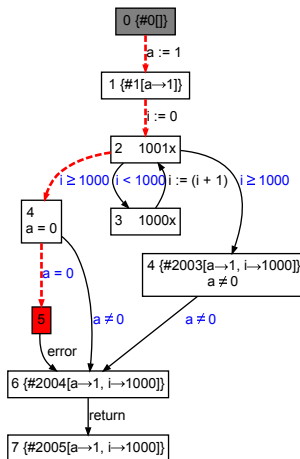 0 {#0[]}
a := 1
1 {#1[a→1]}
i := 0
2 1001x
i ≥ 1000
i < 1000
i := (i + 1)
i ≥ 1000
4
a = 0
3 1000x
4 {#2003[a→1, i→1000]}
a ≠ 0
a = 0
a ≠ 0
a ≠ 0
5
error
6 {#2004[a→1, i→1000]}
return
7 {#2005[a→1, i→1000]}